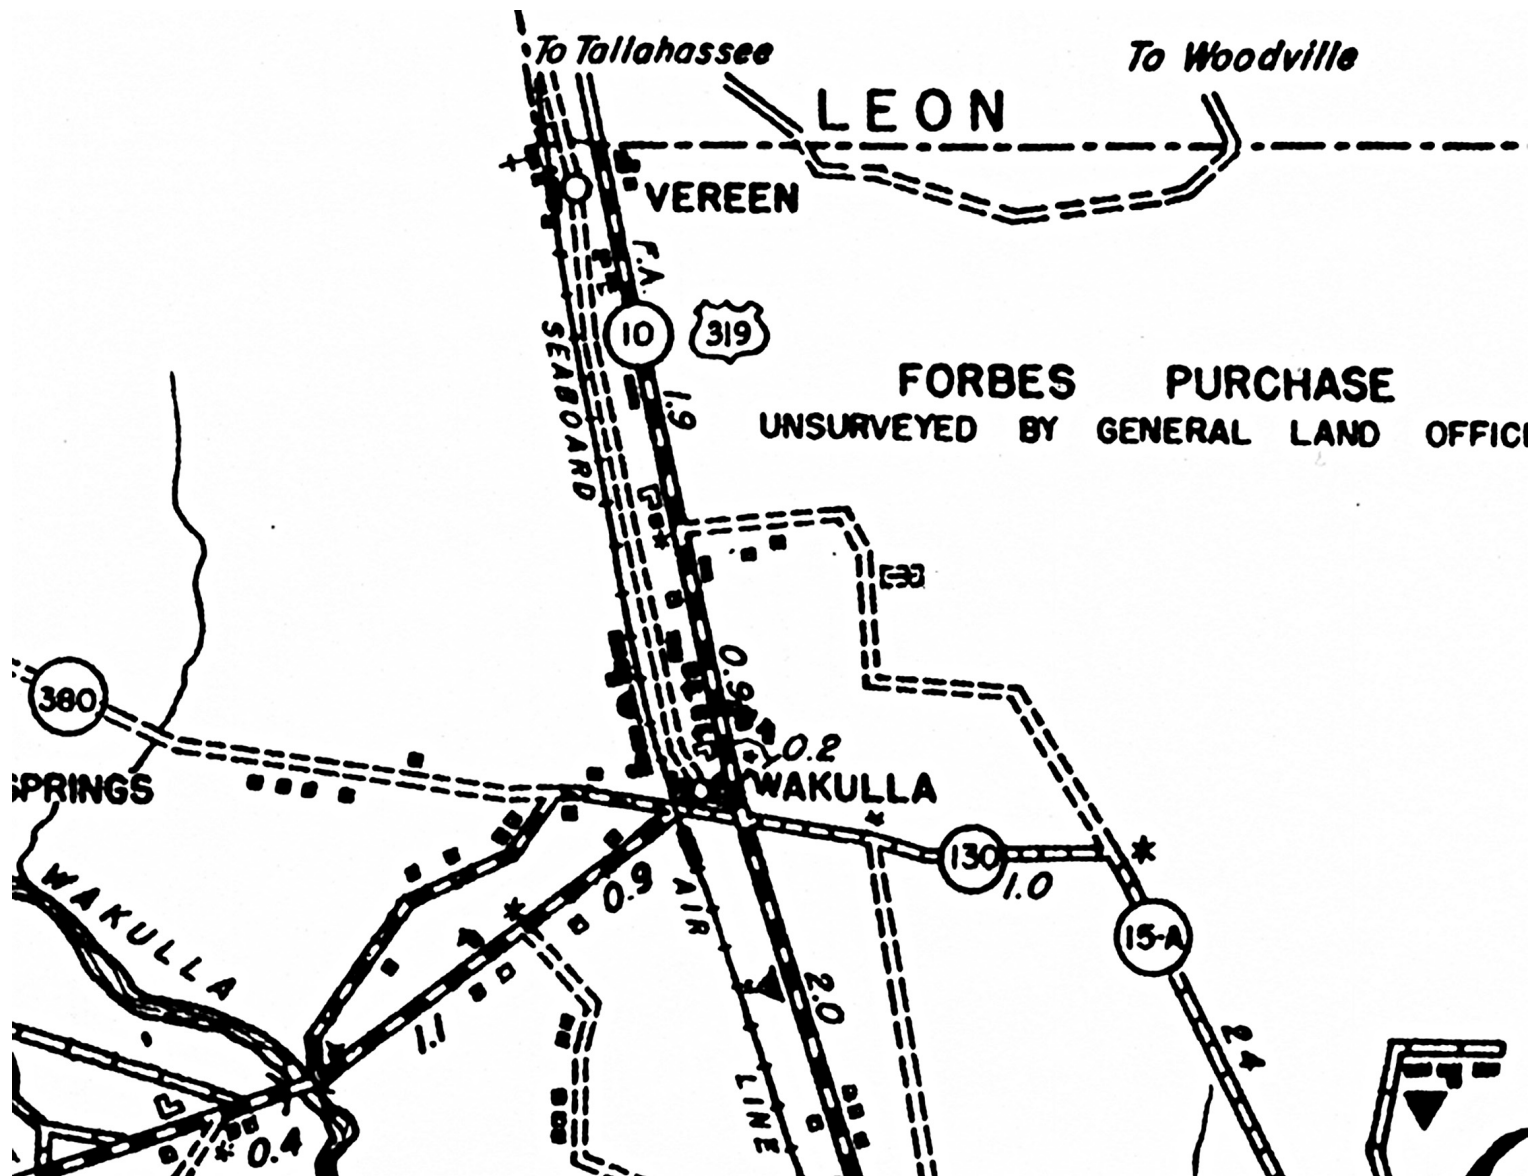 To Tallahassee
To Woodville
LEON
VEREEN
F.A.
10
319
SEABOARD
1.9
FORBES PURCHASE
UNSURVEYED BY GENERAL LAND OFFIC
0.9
380
0.2
SPRINGS
WAKULLA
130
1.0
WAKULLA
0.9
AIR
15-A
2.0
1.1
2.4
LINE
0.4